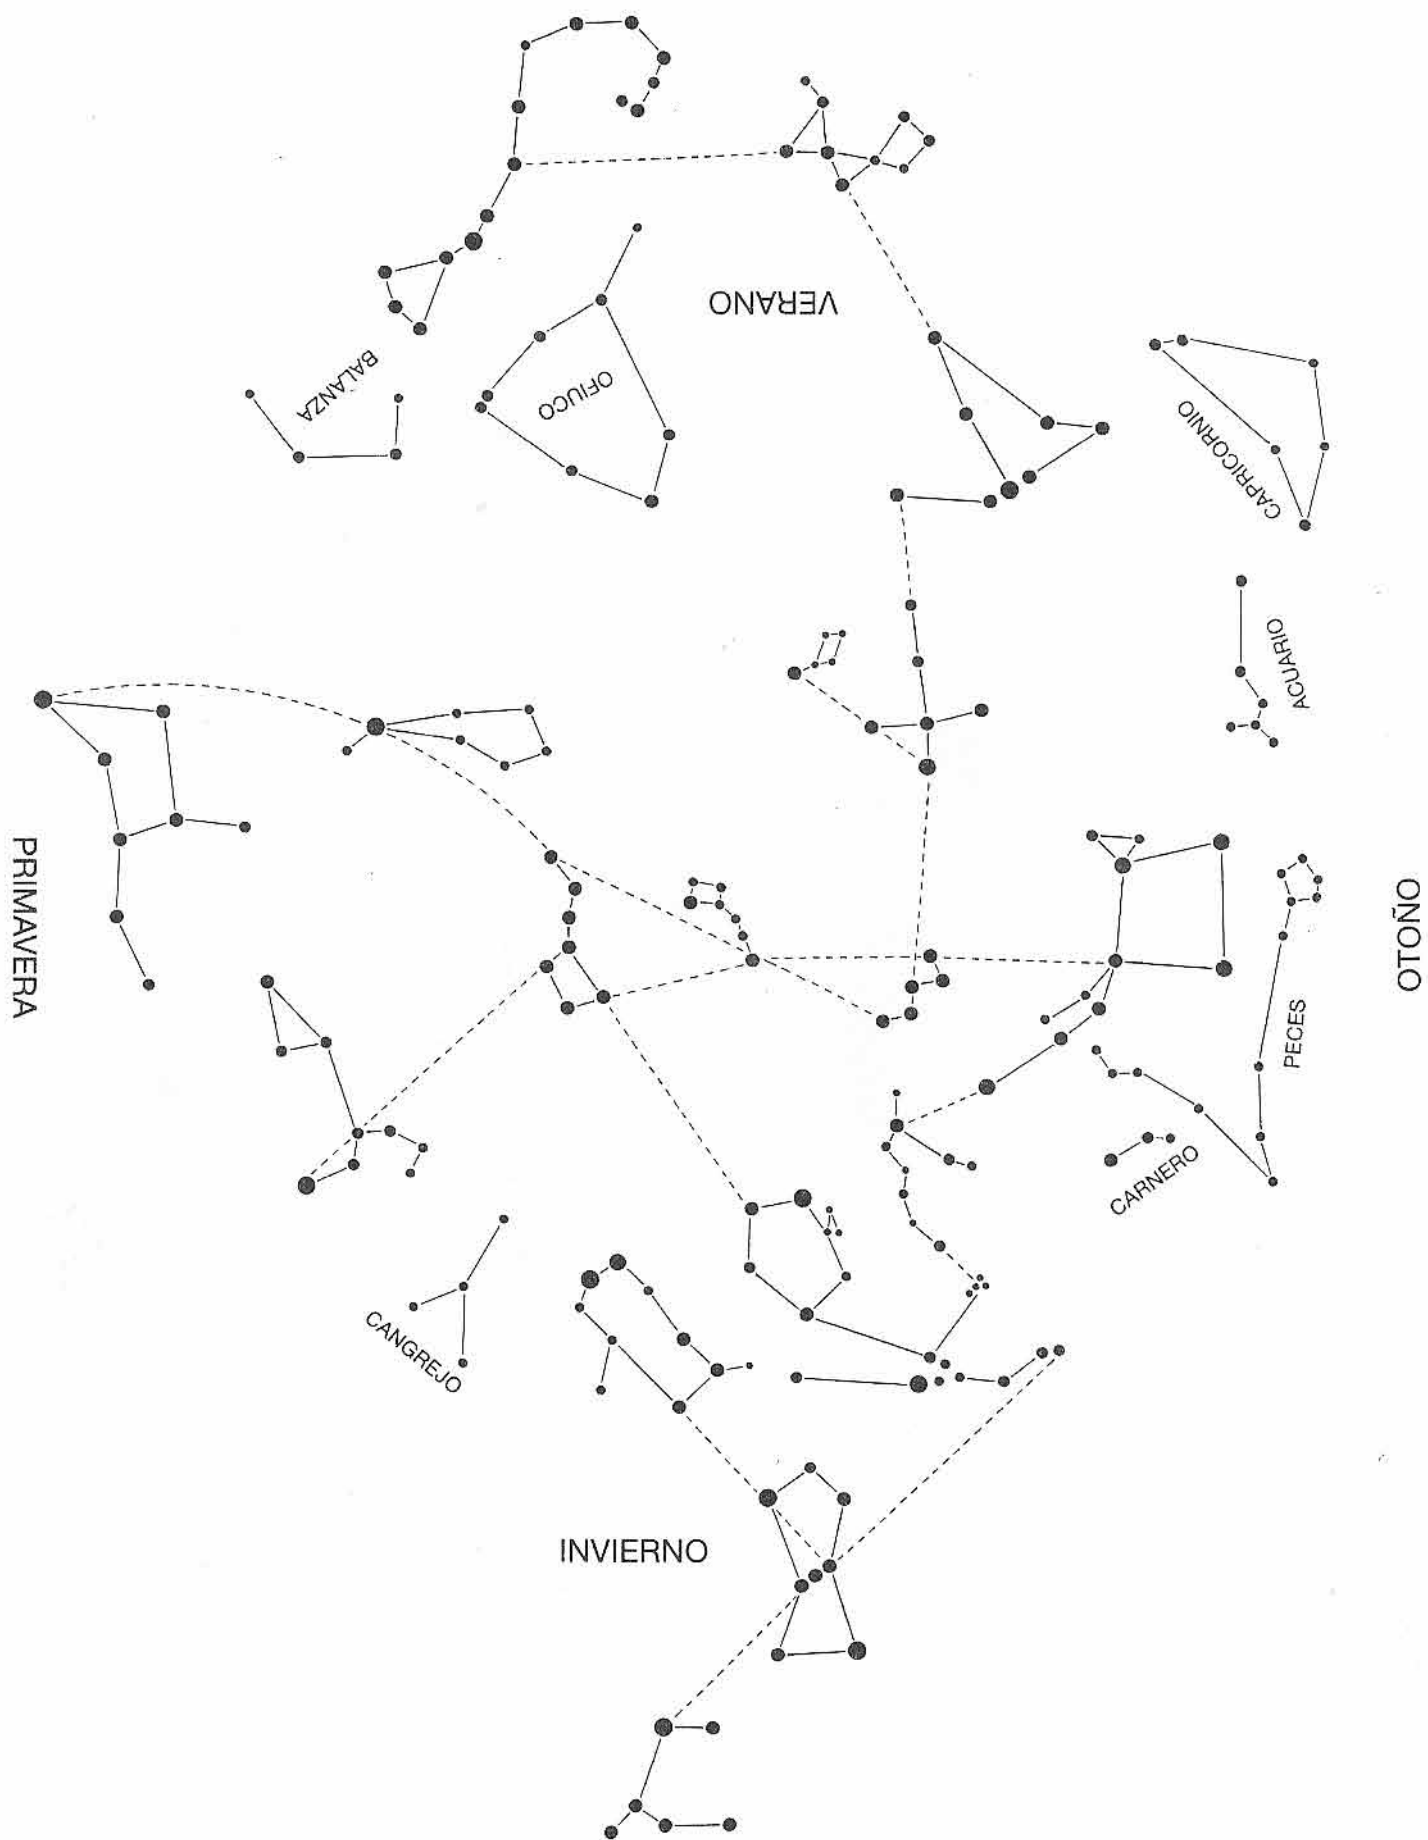 VERANO
BALANZA
OFIUCO
CAPRICORNIO
ACUARIO
PRIMAVERA
OTOÑO
PECES
CARNERO
CANGREJO
INVIERNO